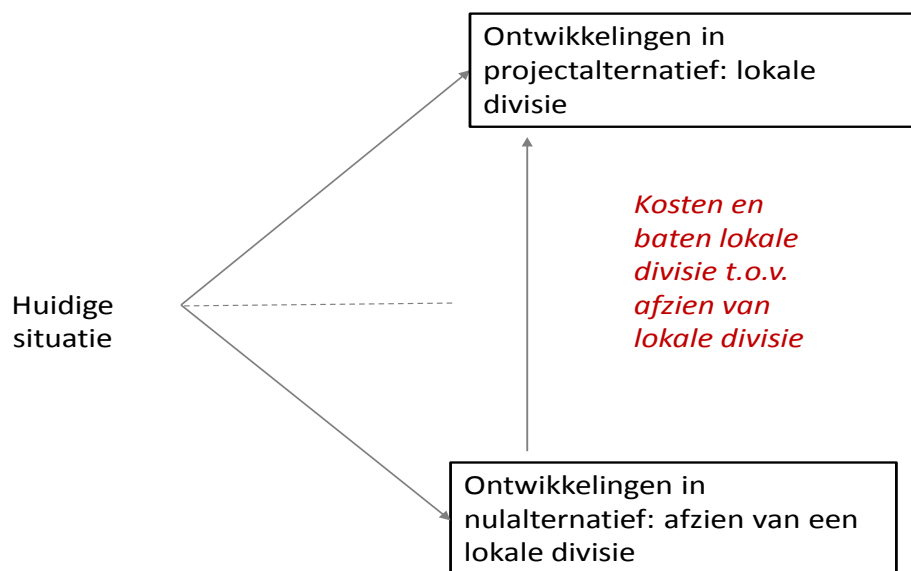 Ontwikkelingen in
projectalternatief: lokale
divisie
Kosten en
baten lokale
divisie t.o.v.
afzien van
lokale divisie
Huidige
situatie
Ontwikkelingen in
nulalternatief: afzien van een
lokale divisie